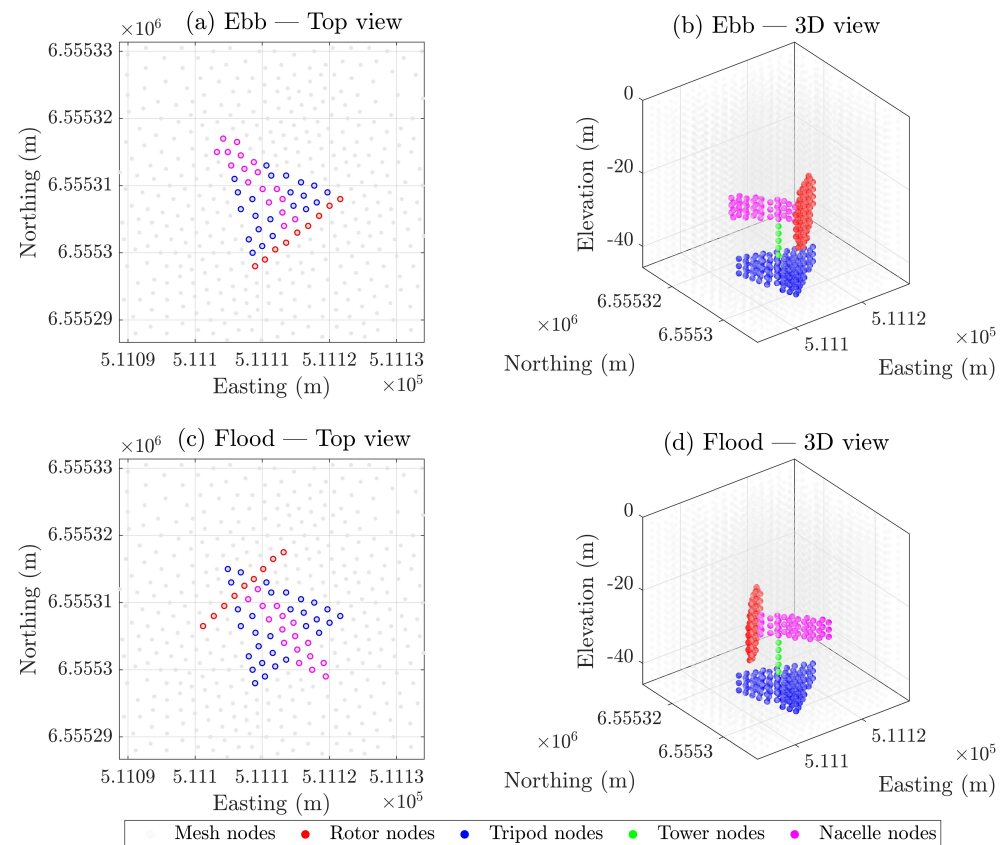 (a) Ebb — Top view
×10^6
6.55533
6.55532
6.55531
6.5553
6.55529
Northing (m)
5.1109 5.111 5.1111 5.1112 5.1113
Easting (m) ×10^5
(b) Ebb — 3D view
0
-20
-40
Elevation (m)
6.55532
6.5553
×10^6
Northing (m)
5.1112
5.111
×10^5
Easting (m)
(c) Flood — Top view
×10^6
6.55533
6.55532
6.55531
6.5553
6.55529
Northing (m)
5.1109 5.111 5.1111 5.1112 5.1113
Easting (m) ×10^5
(d) Flood — 3D view
0
-20
-40
Elevation (m)
6.55532
6.5553
×10^6
Northing (m)
5.1112
5.111
×10^5
Easting (m)
Mesh nodes Rotor nodes Tripod nodes Tower nodes Nacelle nodes